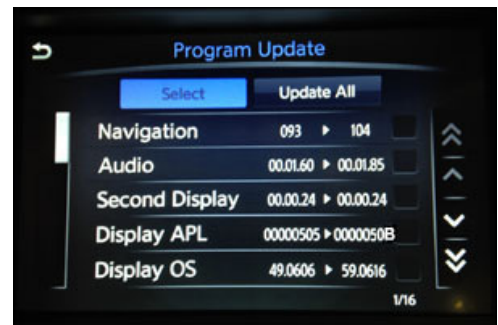 Program Update
Select Update All
Navigation 093 ▸ 104
Audio 00.01.60 ▸ 00.01.85
Second Display 00.00.24 ▸ 00.00.24
Display APL 00000505 ▸ 0000050B
Display OS 49.0606 ▸ 59.0616
1/16